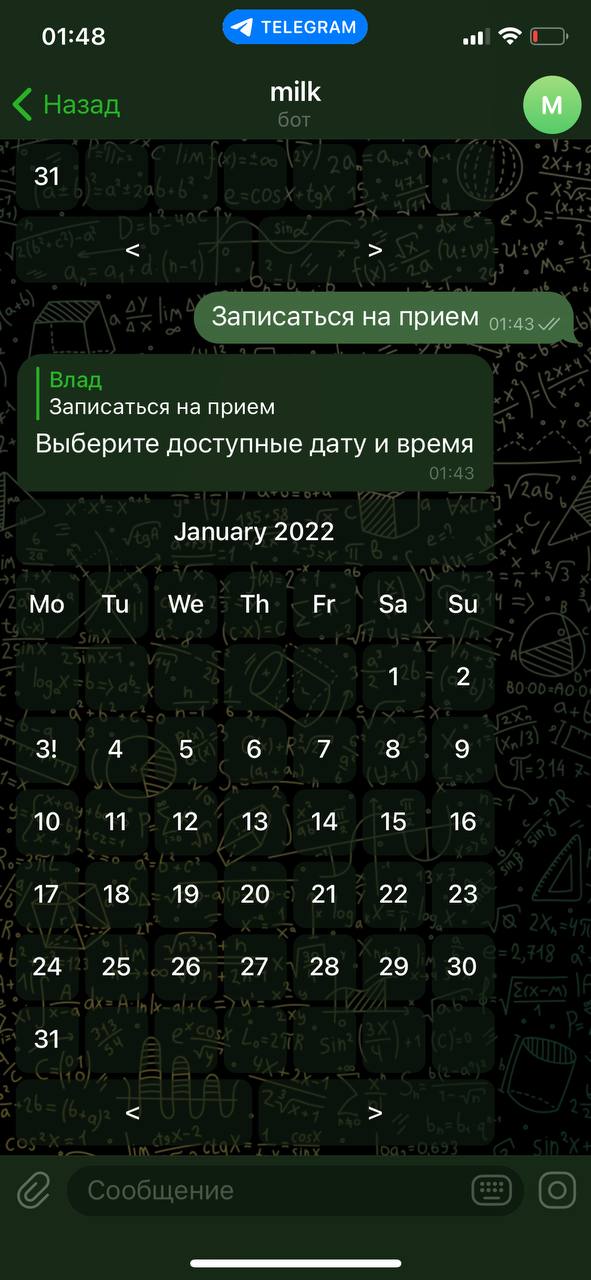 01:48
TELEGRAM
Назад
milk
бот
M
31
< >
Записаться на прием 01:43
Влад
Записаться на прием
Выберите доступные дату и время
01:43
January 2022
Mo Tu We Th Fr Sa Su
1 2
3! 4 5 6 7 8 9
10 11 12 13 14 15 16
17 18 19 20 21 22 23
24 25 26 27 28 29 30
31
< >
Сообщение